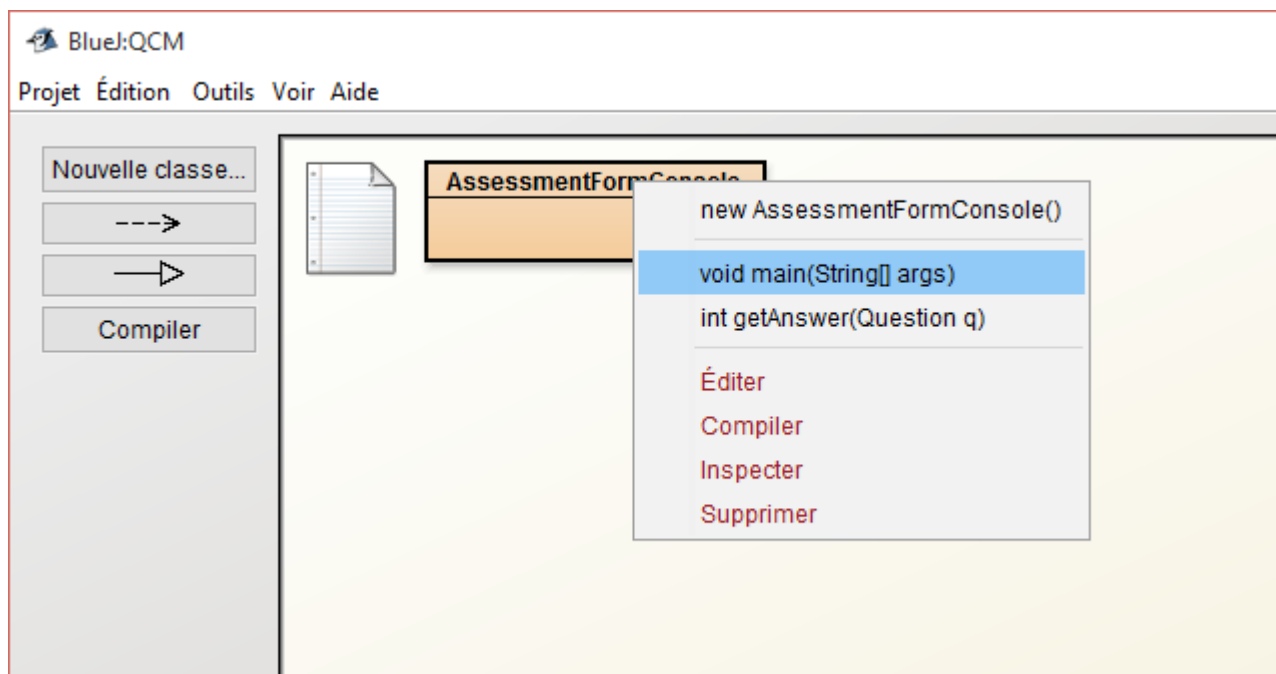 BlueJ:QCM
Projet Édition Outils Voir Aide
Nouvelle classe...
Compiler
AssessmentFormConsole
new AssessmentFormConsole()
void main(String[] args)
int getAnswer(Question q)
Éditer
Compiler
Inspecter
Supprimer